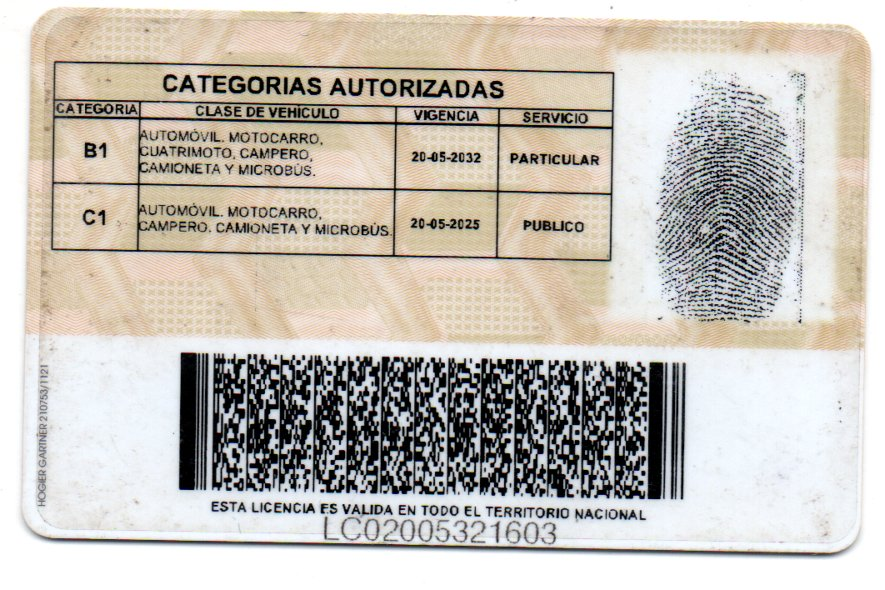 CATEGORIAS AUTORIZADAS
CATEGORIA CLASE DE VEHÍCULO VIGENCIA SERVICIO
B1 AUTOMÓVIL. MOTOCARRO, CUATRIMOTO, CAMPERO, CAMIONETA Y MICROBÚS. 20-05-2032 PARTICULAR
C1 AUTOMÓVIL. MOTOCARRO, CAMPERO. CAMIONETA Y MICROBÚS. 20-05-2025 PUBLICO
HOGIER GARTNER 210753/1121
ESTA LICENCIA ES VALIDA EN TODO EL TERRITORIO NACIONAL
LC02005321603